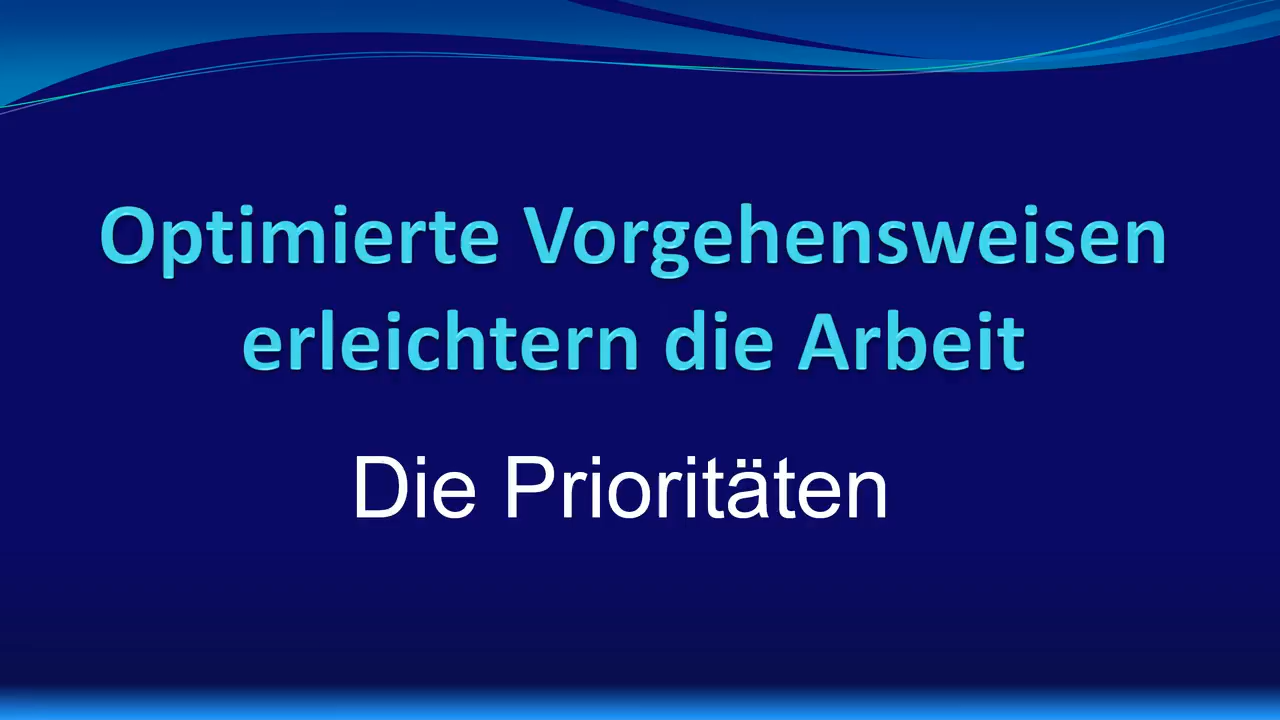 Optimierte Vorgehensweisen
erleichtern die Arbeit
Die Prioritäten